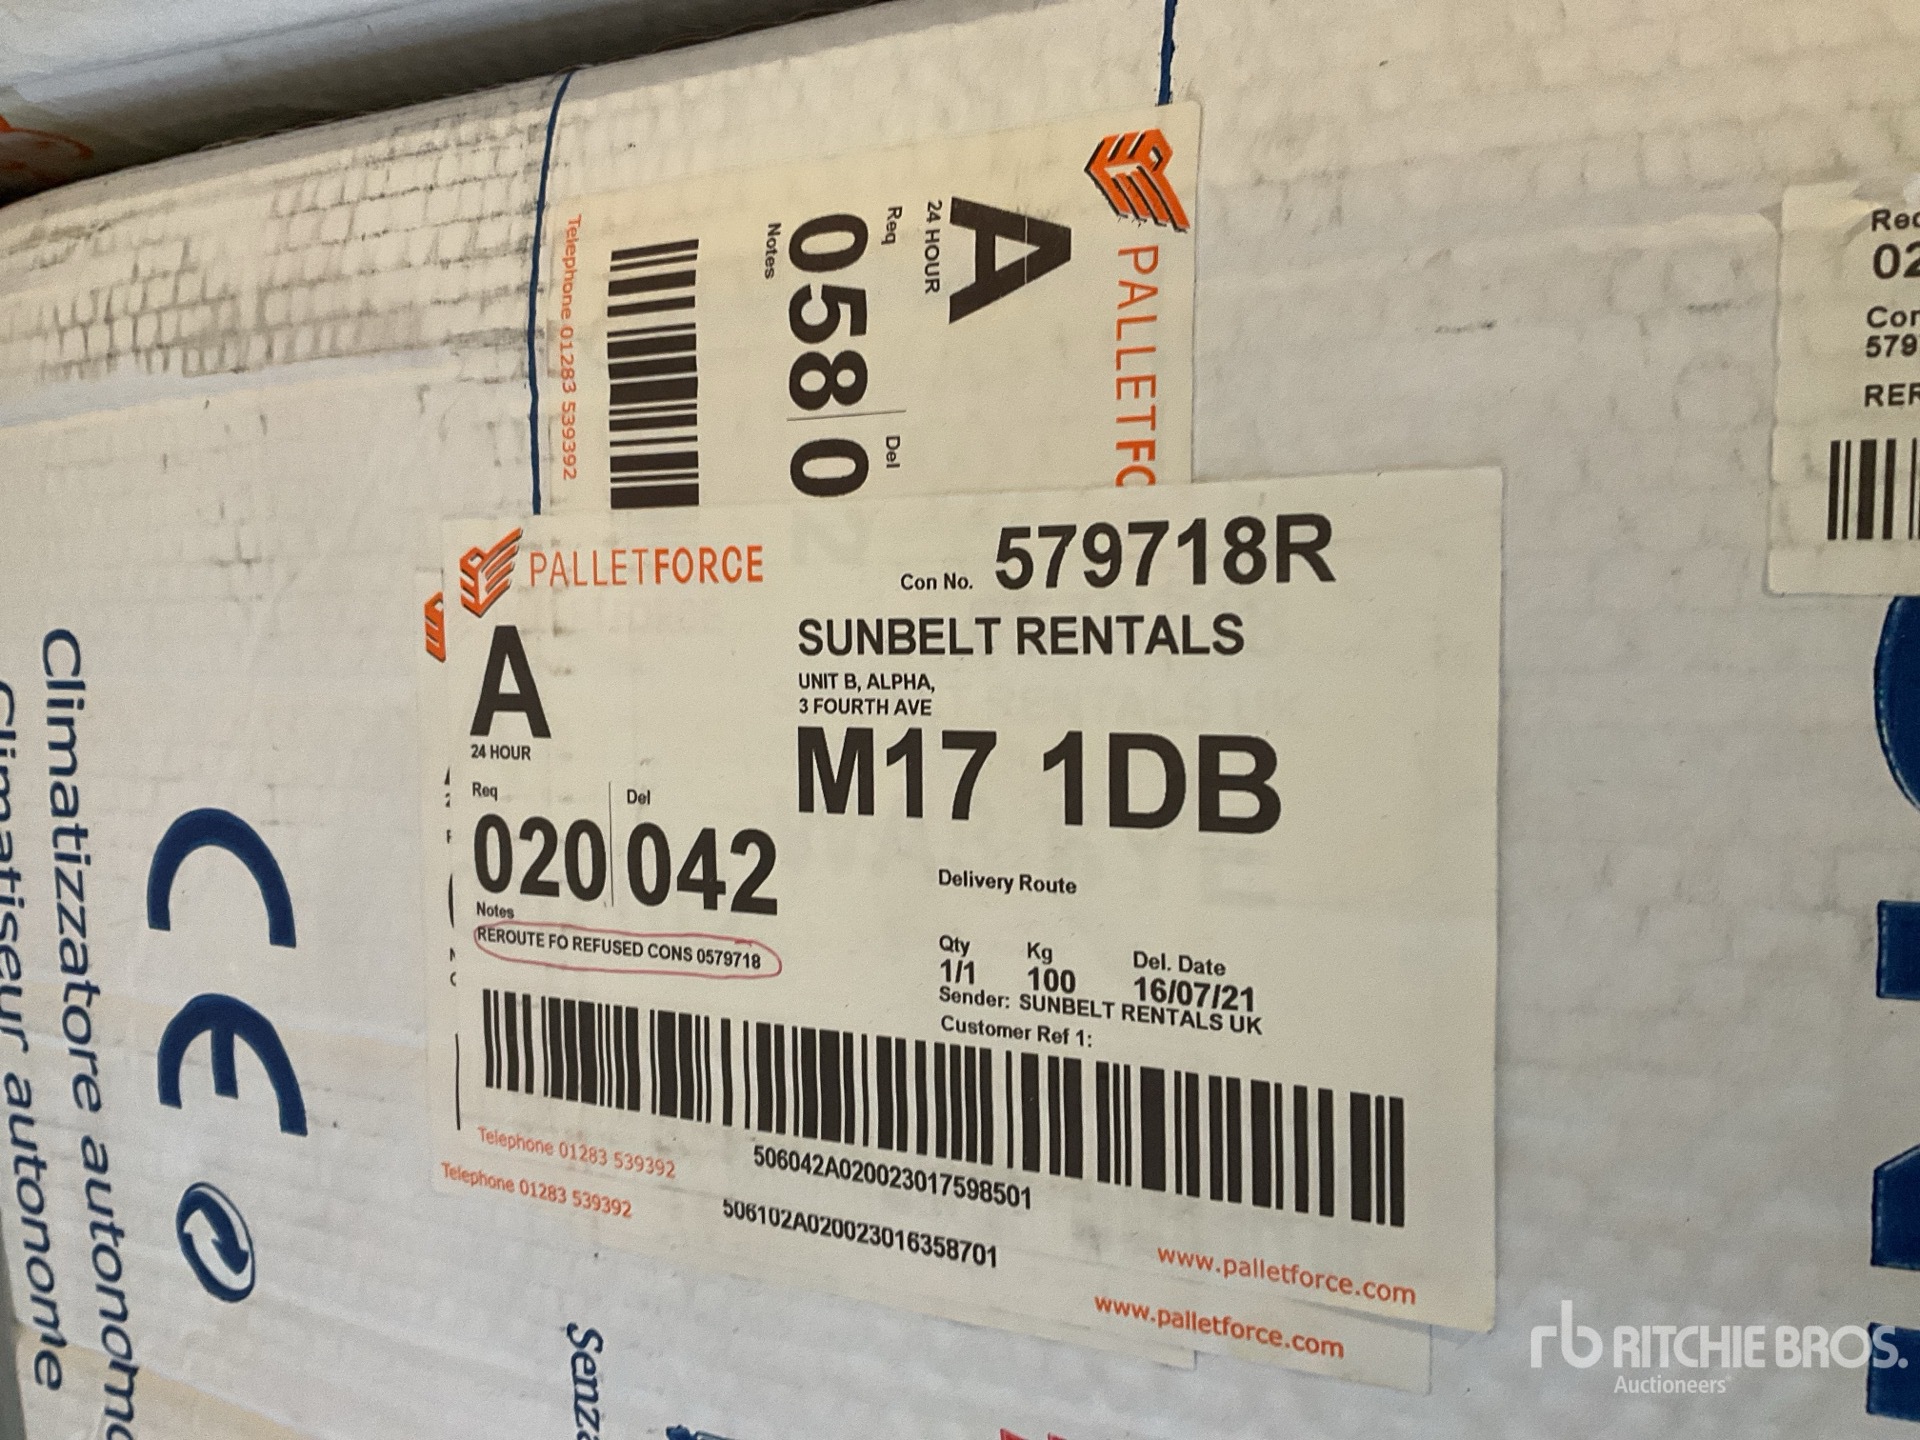 PALLETFC
A
24 HOUR
Req
Del
058 0
Notes
Telephone 01283 539392
PALLETFORCE
Con No. 579718R
SUNBELT RENTALS
A
24 HOUR
UNIT B, ALPHA,
3 FOURTH AVE
M17 1DB
Req
Del
020 042
Notes
REROUTE FO REFUSED CONS 0579718
Delivery Route
Qty Kg Del. Date
1/1 100 16/07/21
Sender: SUNBELT RENTALS UK
Customer Ref 1:
Telephone 01283 539392
506042A020023017598501
www.palletforce.com
Telephone 01283 539392
506102A020023016358701
www.palletforce.com
02
579
CE
Climatizzatore autonomo
Climatiseur autonome
Senza
rb RITCHIE BROS.
Auctioneers